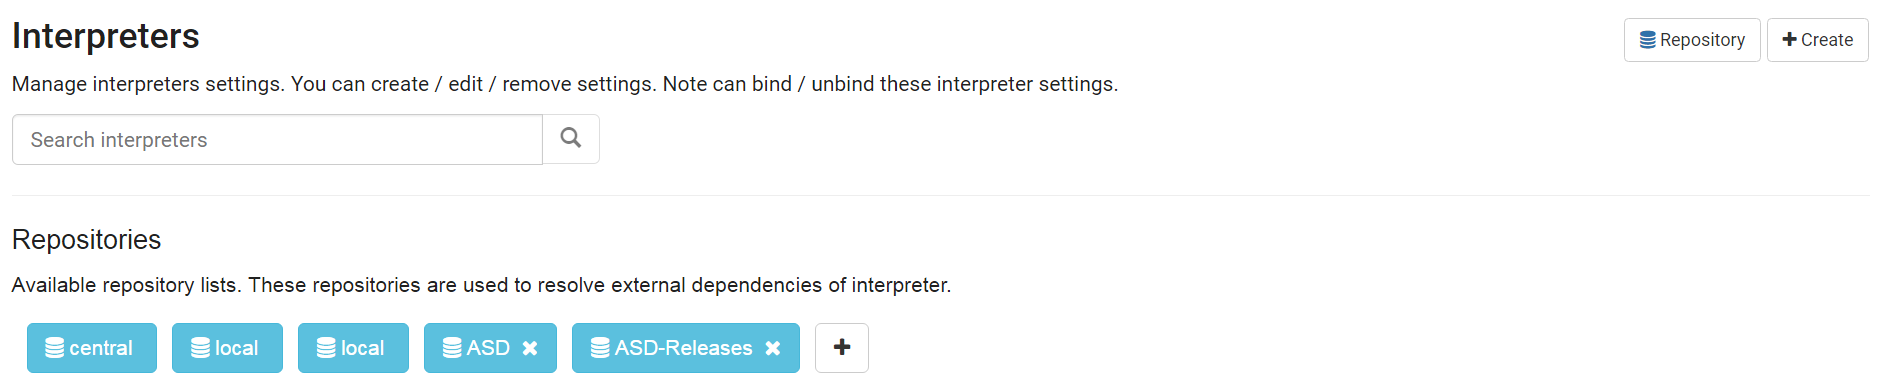 Interpreters
Repository
Create
Manage interpreters settings. You can create / edit / remove settings. Note can bind / unbind these interpreter settings.
Search interpreters
Repositories
Available repository lists. These repositories are used to resolve external dependencies of interpreter.
central local local ASD ASD-Releases